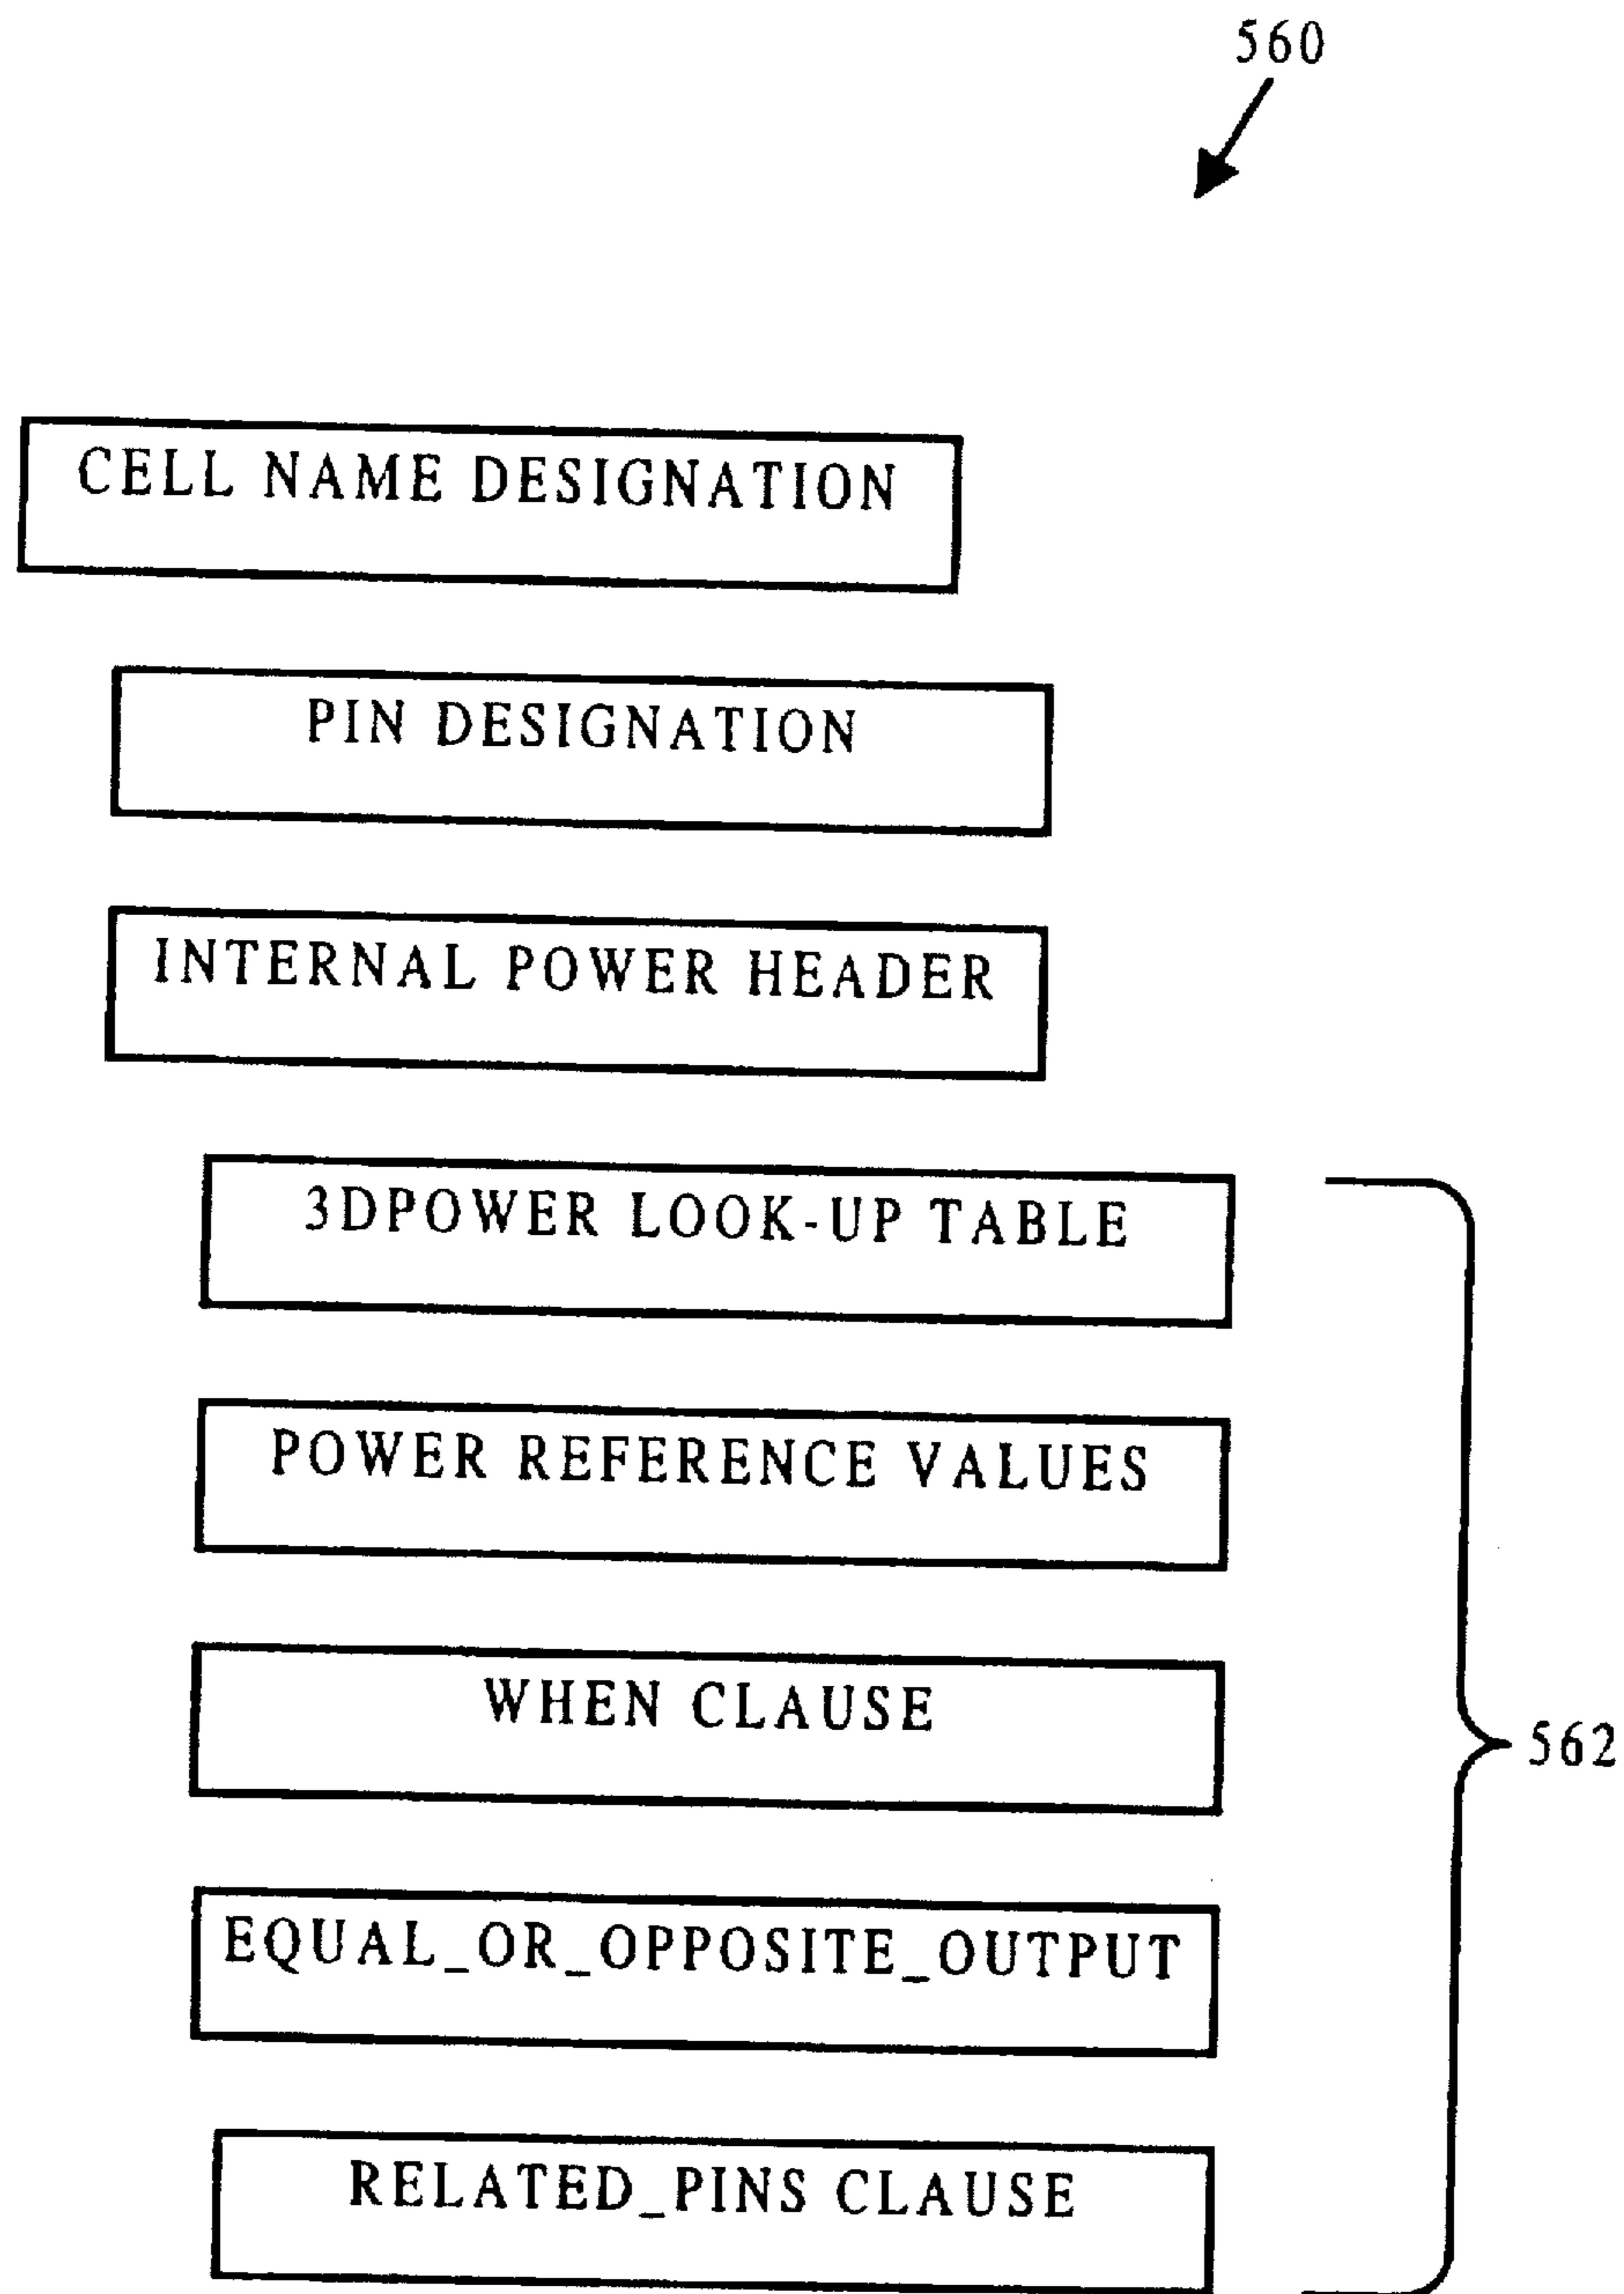 560
CELL NAME DESIGNATION
PIN DESIGNATION
INTERNAL POWER HEADER
3DPOWER LOOK-UP TABLE
POWER REFERENCE VALUES
WHEN CLAUSE
562
EQUAL_OR_OPPOSITE_OUTPUT
RELATED_PINS CLAUSE